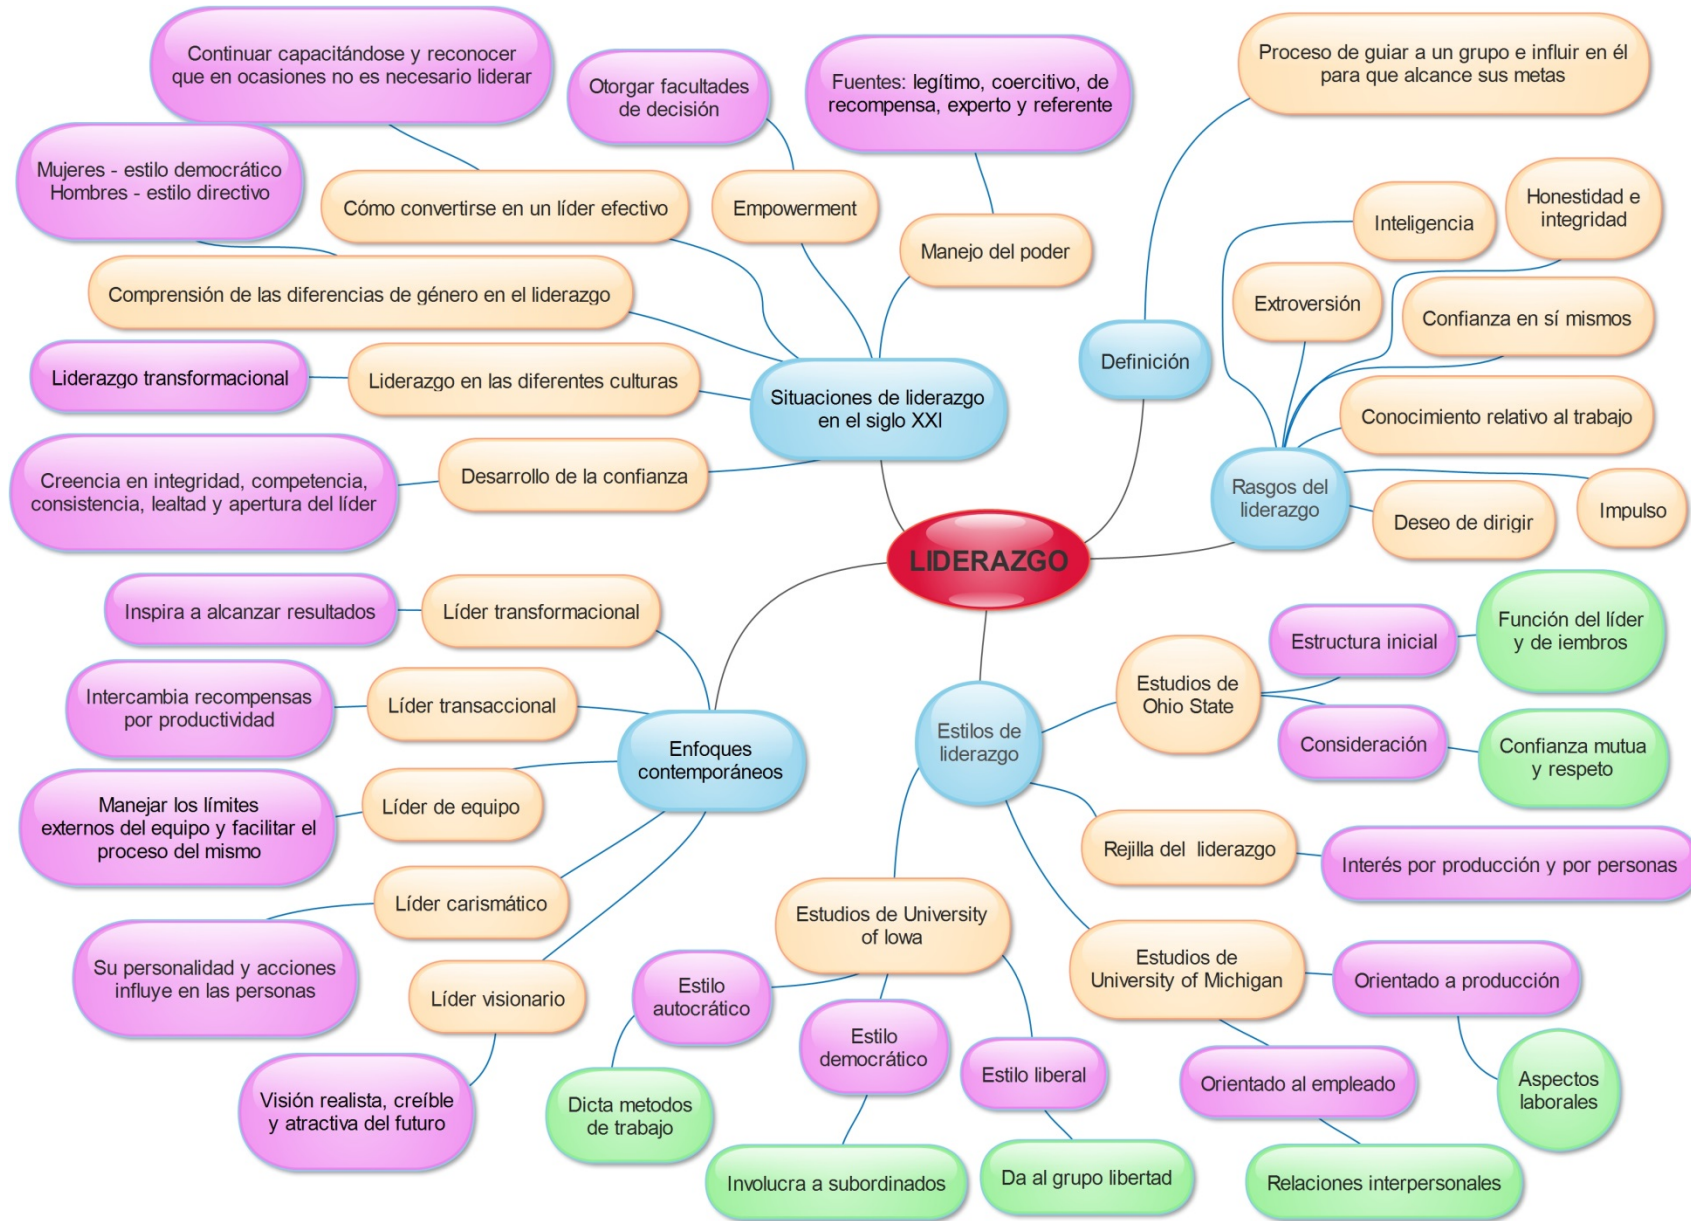 Continuar capacitándose y reconocer
que en ocasiones no es necesario liderar
Otorgar facultades
de decisión
Fuentes: legítimo, coercitivo, de
recompensa, experto y referente
Proceso de guiar a un grupo e influir en él
para que alcance sus metas
Mujeres - estilo democrático
Hombres - estilo directivo
Cómo convertirse en un líder efectivo
Empowerment
Manejo del poder
Inteligencia
Honestidad e
integridad
Comprensión de las diferencias de género en el liderazgo
Extroversión
Confianza en sí mismos
Definición
Liderazgo transformacional
Liderazgo en las diferentes culturas
Situaciones de liderazgo
en el siglo XXI
Conocimiento relativo al trabajo
Creencia en integridad, competencia,
consistencia, lealtad y apertura del líder
Desarrollo de la confianza
Rasgos del
liderazgo
Deseo de dirigir
Impulso
LIDERAZGO
Inspira a alcanzar resultados
Líder transformacional
Estructura inicial
Función del líder
y de iembros
Estudios de
Ohio State
Intercambia recompensas
por productividad
Líder transaccional
Enfoques
contemporáneos
Estilos de
liderazgo
Consideración
Confianza mutua
y respeto
Manejar los límites
externos del equipo y facilitar el
proceso del mismo
Líder de equipo
Rejilla del  liderazgo
Interés por producción y por personas
Líder carismático
Estudios de University
of Iowa
Su personalidad y acciones
influye en las personas
Líder visionario
Estilo
autocrático
Estudios de
University of Michigan
Orientado a producción
Estilo
democrático
Estilo liberal
Orientado al empleado
Aspectos
laborales
Visión realista, creíble
y atractiva del futuro
Dicta metodos
de trabajo
Involucra a subordinados
Da al grupo libertad
Relaciones interpersonales